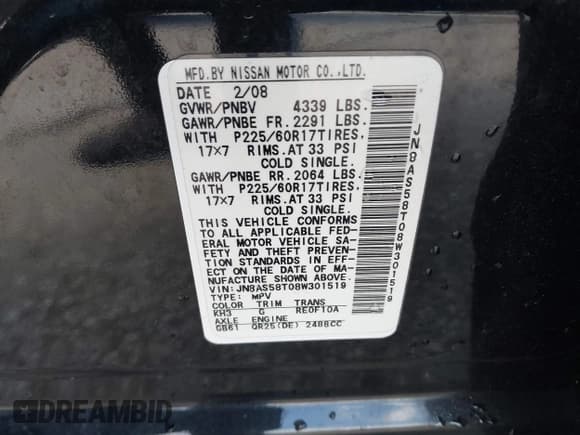 MFD.BY NISSAN MOTOR CO.,LTD.
DATE 2/08
GVWR/PNBV 4339 LBS.
GAWR/PNBE FR.2291 LBS.
WITH P225/60R17TIRES,
17x7 RIMS.AT 33 PSI
COLD SINGLE.
GAWR/PNBE RR.2064 LBS.
WITH P225/60R17TIRES,
17x7 RIMS.AT 33 PSI
COLD SINGLE.
THIS VEHICLE CONFORMS
TO ALL APPLICABLE FED-
ERAL MOTOR VEHICLE SA-
FETY AND THEFT PREVEN-
TION STANDARDS IN EFF-
ECT ON THE DATE OF MA-
NUFACTURE SHOWN ABOVE.
VIN:JN8AS58T08W301519
TYPE: MPV
COLOR TRIM TRANS
KH3 G RE0F10A
AXLE ENGINE
GB61 QR25(DE) 2488CC
JN8AS58T08W301519
DREAMBID